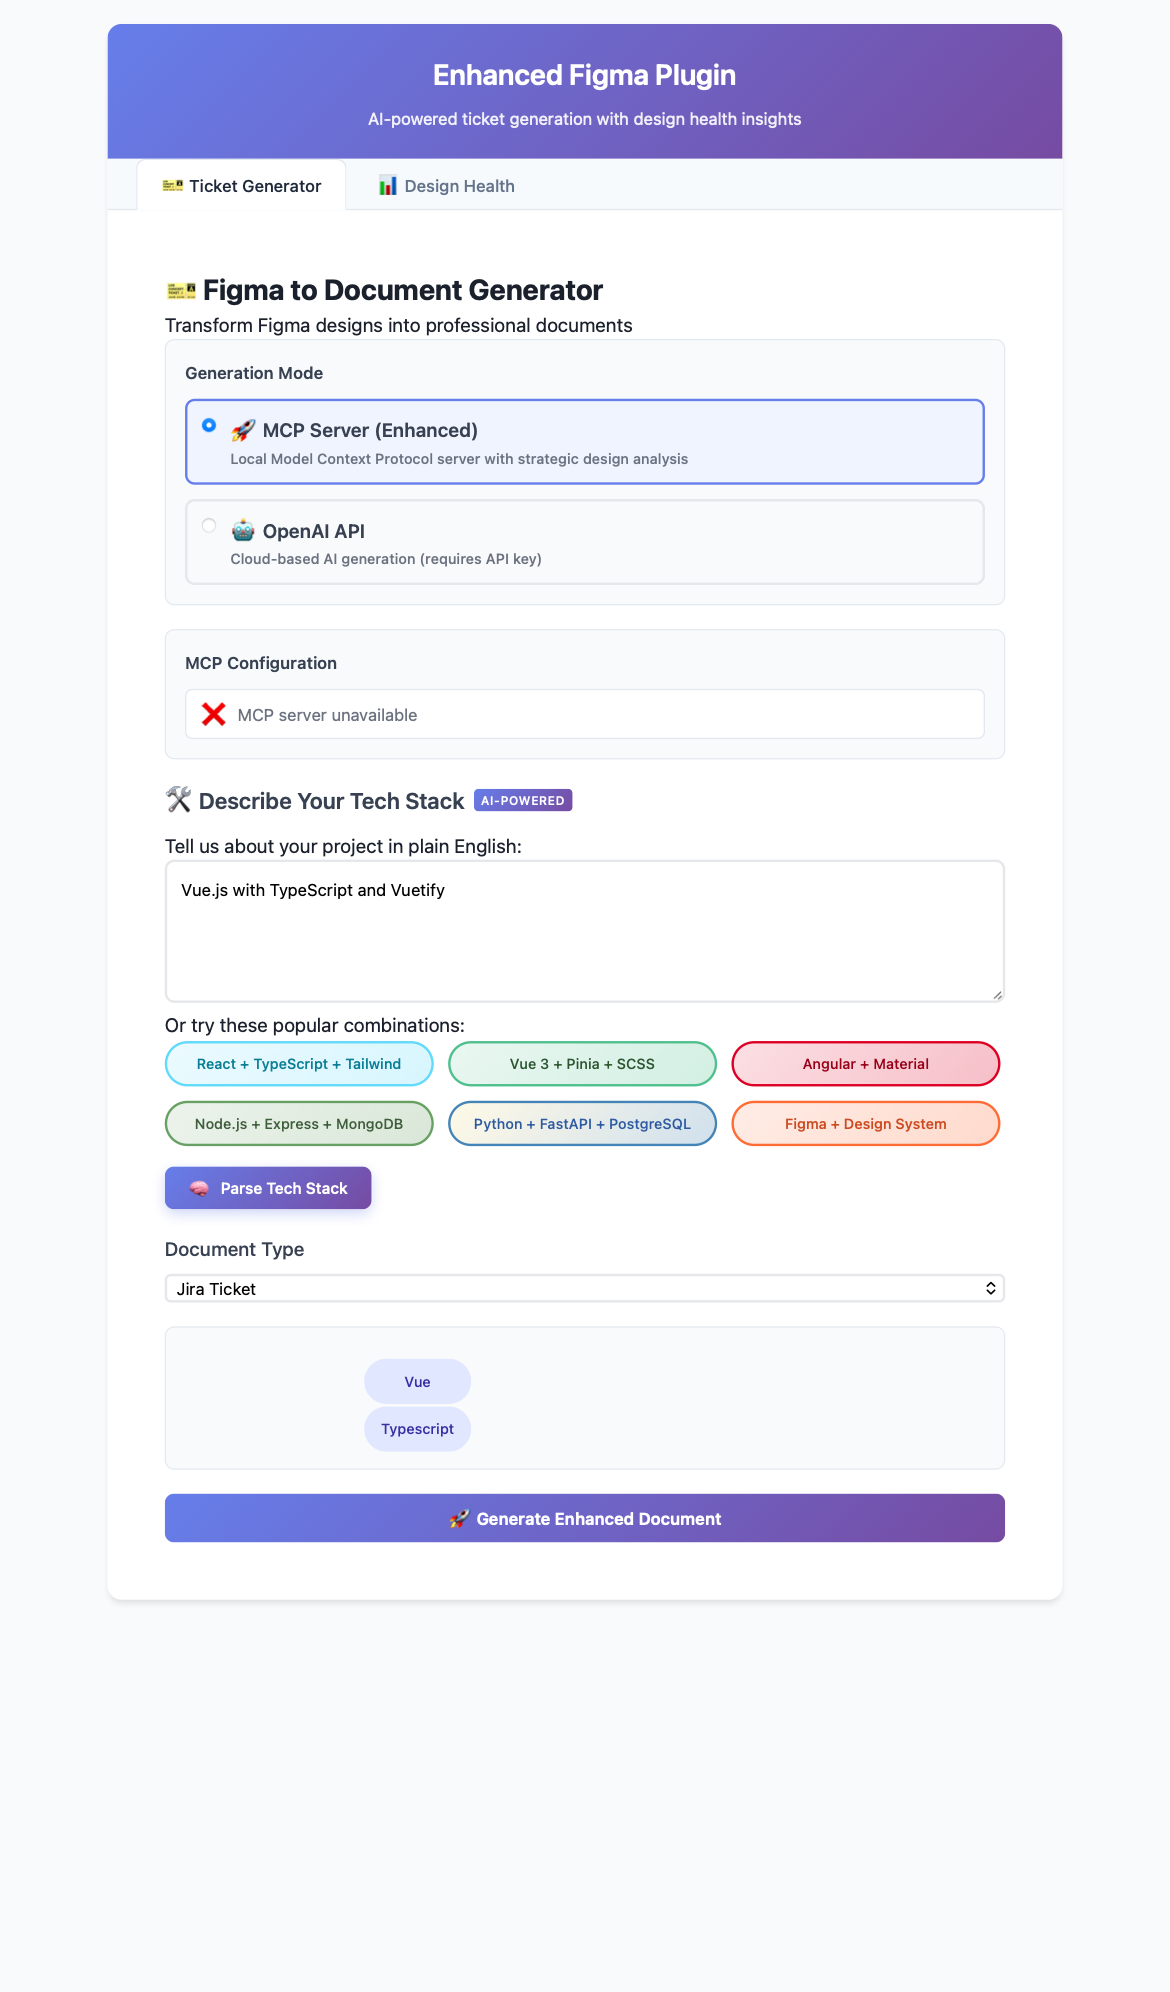 Enhanced Figma Plugin
AI-powered ticket generation with design health insights
Ticket Generator
Design Health
Figma to Document Generator
Transform Figma designs into professional documents
Generation Mode
MCP Server (Enhanced)
Local Model Context Protocol server with strategic design analysis
OpenAI API
Cloud-based AI generation (requires API key)
MCP Configuration
MCP server unavailable
Describe Your Tech Stack AI-POWERED
Tell us about your project in plain English:
Vue.js with TypeScript and Vuetify
Or try these popular combinations:
React + TypeScript + Tailwind
Vue 3 + Pinia + SCSS
Angular + Material
Node.js + Express + MongoDB
Python + FastAPI + PostgreSQL
Figma + Design System
Parse Tech Stack
Document Type
Jira Ticket
Vue
Typescript
Generate Enhanced Document